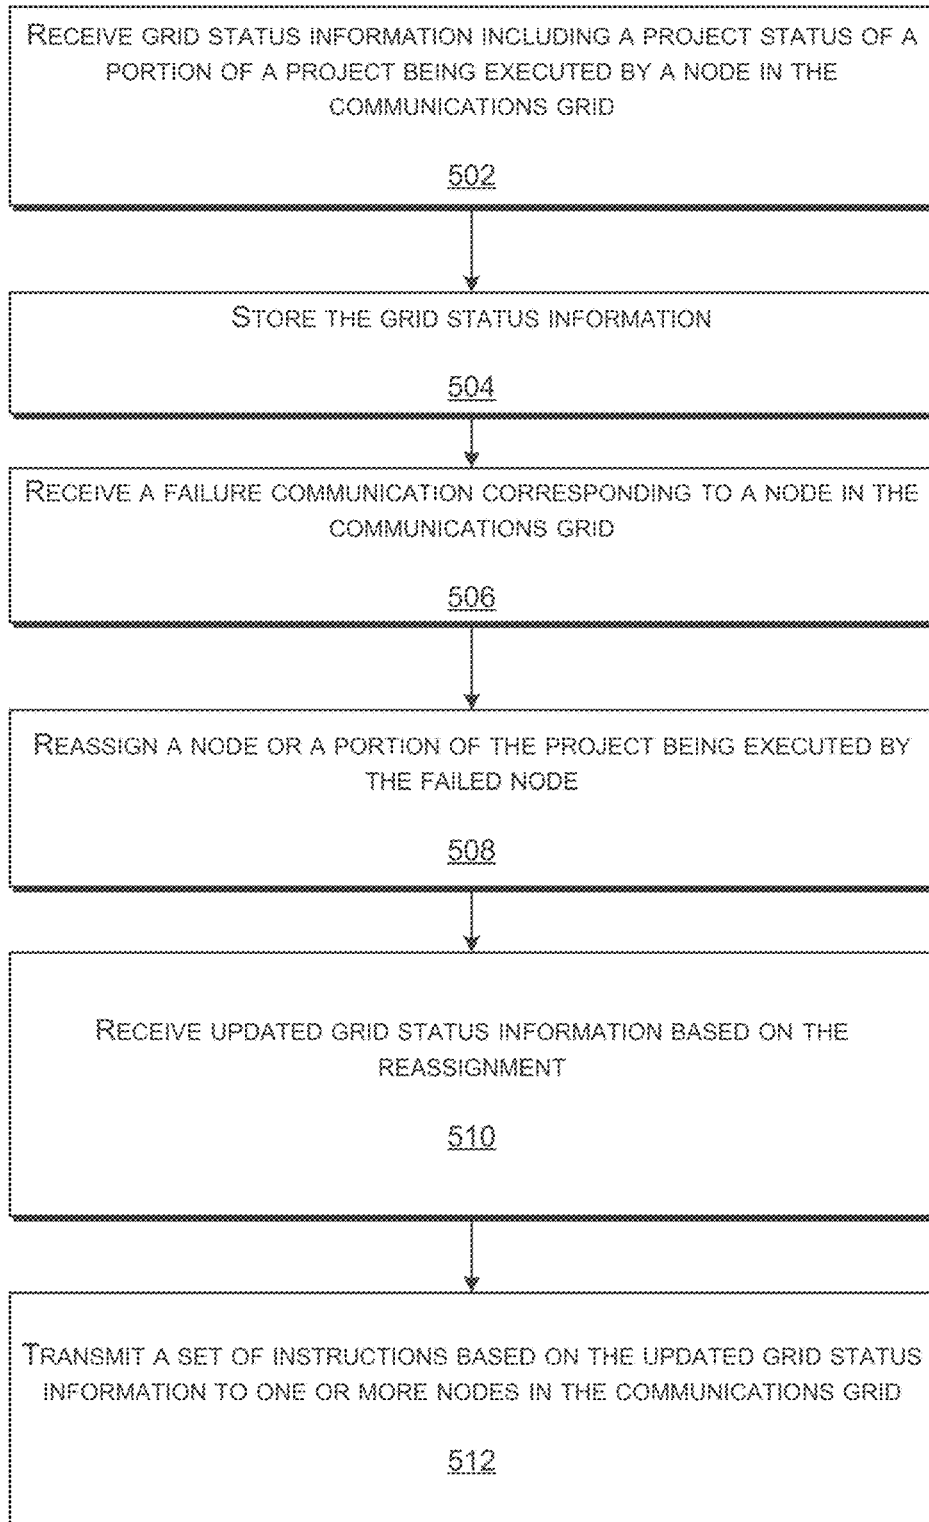 RECEIVE GRID STATUS INFORMATION INCLUDING A PROJECT STATUS OF A
PORTION OF A PROJECT BEING EXECUTED BY A NODE IN THE
COMMUNICATIONS GRID
502
STORE THE GRID STATUS INFORMATION
504
RECEIVE A FAILURE COMMUNICATION CORRESPONDING TO A NODE IN THE
COMMUNICATIONS GRID
506
REASSIGN A NODE OR A PORTION OF THE PROJECT BEING EXECUTED BY
THE FAILED NODE
508
RECEIVE UPDATED GRID STATUS INFORMATION BASED ON THE
REASSIGNMENT
510
TRANSMIT A SET OF INSTRUCTIONS BASED ON THE UPDATED GRID STATUS
INFORMATION TO ONE OR MORE NODES IN THE COMMUNICATIONS GRID
512